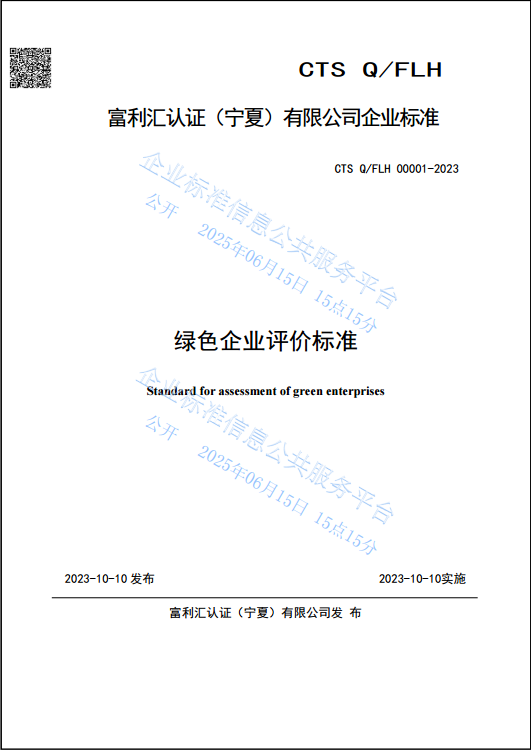 CTS Q/FLH
富利汇认证（宁夏）有限公司企业标准
CTS Q/FLH 00001-2023
企业标准信息公共服务平台
公开 2025年06月15日 15点15分
绿色企业评价标准
Standard for assessment of green enterprises
企业标准信息公共服务平台
公开 2025年06月15日 15点15分
2023-10-10 发布 2023-10-10实施
富利汇认证（宁夏）有限公司发 布